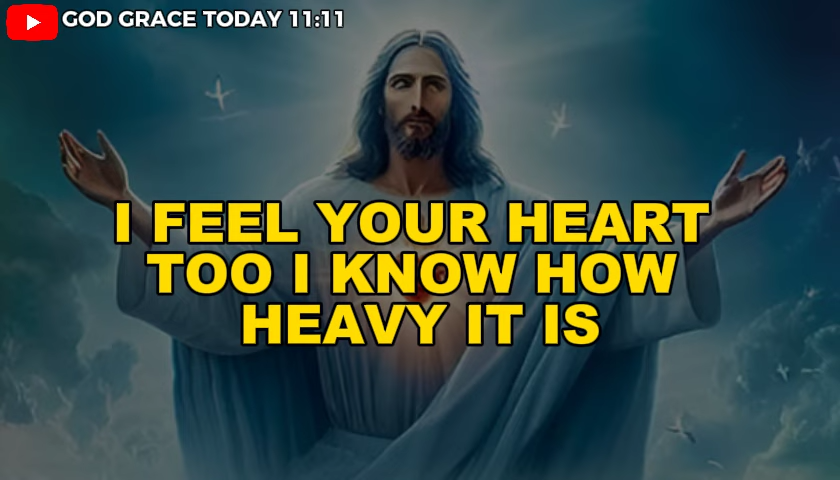 GOD GRACE TODAY 11:11
I FEEL YOUR HEART
TOO I KNOW HOW
HEAVY IT IS